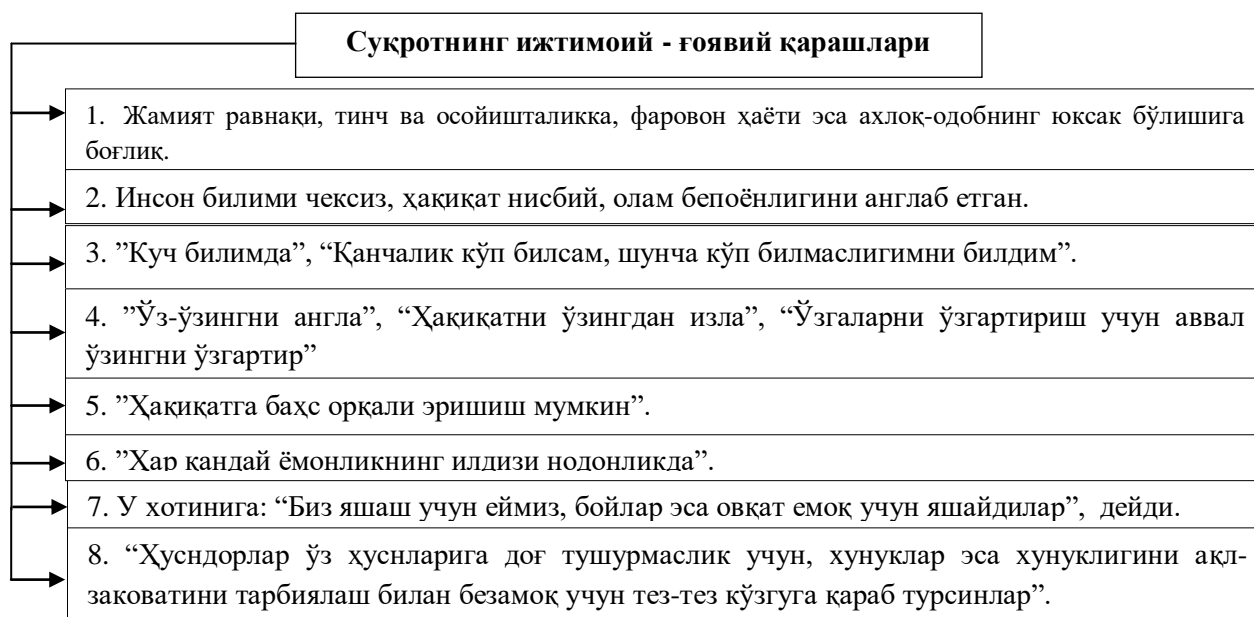 Суқротнинг ижтимоий - ғоявий қарашлари
1. Жамият равнақи, тинч ва осойишталикка, фаровон ҳаёти эса ахлоқ-одобнинг юксак бўлишига
боғлиқ.
2. Инсон билими чексиз, ҳақиқат нисбий, олам бепоёнлигини англаб етган.
3. ”Куч билимда”, “Қанчалик кўп билсам, шунча кўп билмаслигимни билдим”.
4. ”Ўз-ўзингни англа”, “Ҳақиқатни ўзингдан изла”, “Ўзгаларни ўзгартириш учун аввал
ўзингни ўзгартир”
5. ”Ҳақиқатга баҳс орқали эришиш мумкин”.
6. ”Ҳар қандай ёмонликнинг илдизи нодонликда”.
7. У хотинига: “Биз яшаш учун еймиз, бойлар эса овқат емоқ учун яшайдилар”, дейди.
8. “Ҳусндорлар ўз ҳуснларига доғ тушурмаслик учун, хунуклар эса хунуклигини ақл-
заковатини тарбиялаш билан безамоқ учун тез-тез кўзгуга қараб турсинлар”.